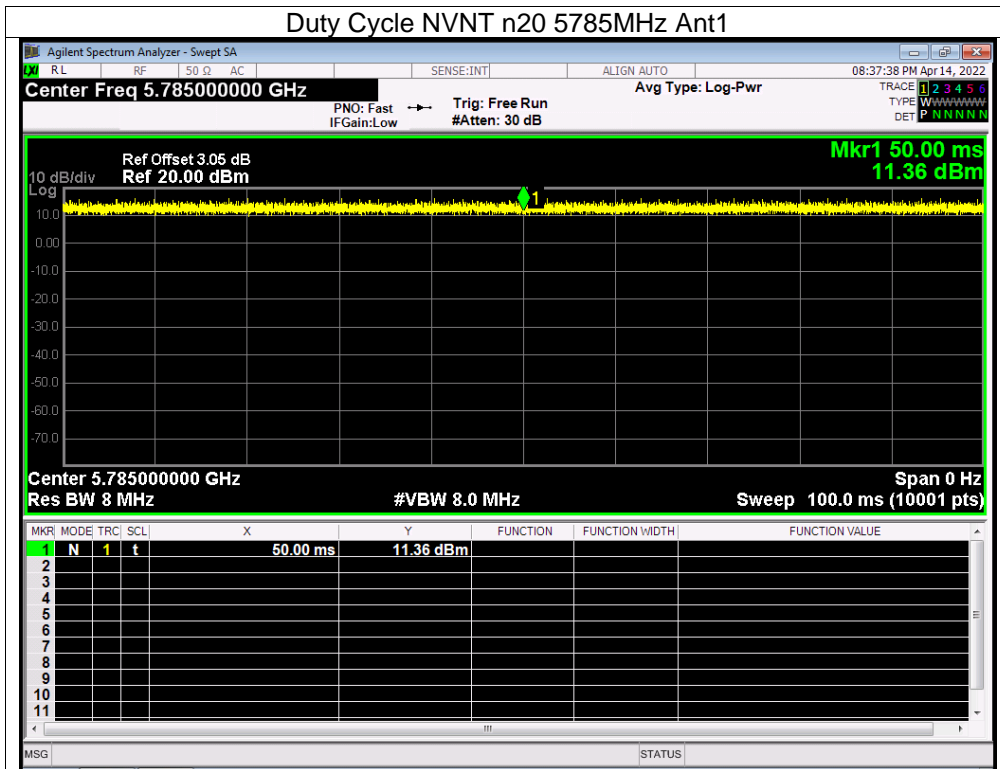 Duty Cycle NVNT n20 5785MHz Ant1
Agilent Spectrum Analyzer - Swept SA
LXI RL RF 50 Ω AC SENSE:INT ALIGN AUTO 08:37:38 PM Apr 14, 2022
Center Freq 5.785000000 GHz Avg Type: Log-Pwr TRACE 1 2 3 4 5 6
PNO: Fast Trig: Free Run TYPE WWWWWW
IFGain:Low #Atten: 30 dB DET P N N N N N
Mkr1 50.00 ms
Ref Offset 3.05 dB
10 dB/div Ref 20.00 dBm 11.36 dBm
Log
1
10.0
0.00
-10.0
-20.0
-30.0
-40.0
-50.0
-60.0
-70.0
Center 5.785000000 GHz Span 0 Hz
Res BW 8 MHz #VBW 8.0 MHz Sweep 100.0 ms (10001 pts)
MKR MODE TRC SCL X Y FUNCTION FUNCTION WIDTH FUNCTION VALUE
1 N 1 t 50.00 ms 11.36 dBm
2
3
4
5
6
7
8
9
10
11
MSG STATUS